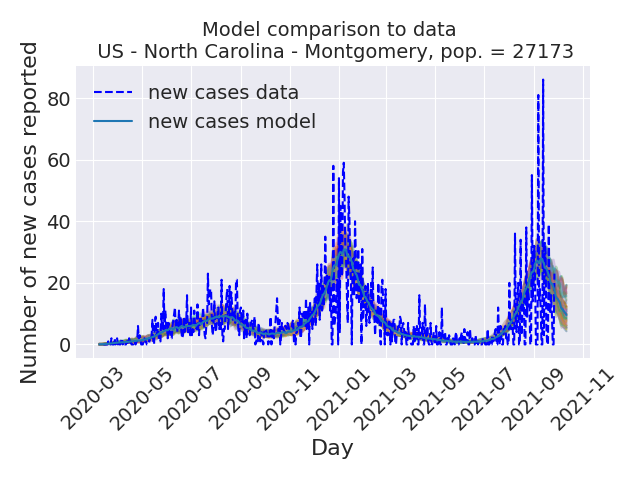 Model comparison to data
US - North Carolina - Montgomery, pop. = 27173
Number of new cases reported
80
60
40
20
0
new cases data
new cases model
2020-03
2020-05
2020-07
2020-09
2020-11
2021-01
2021-03
2021-05
2021-07
2021-09
2021-11
Day